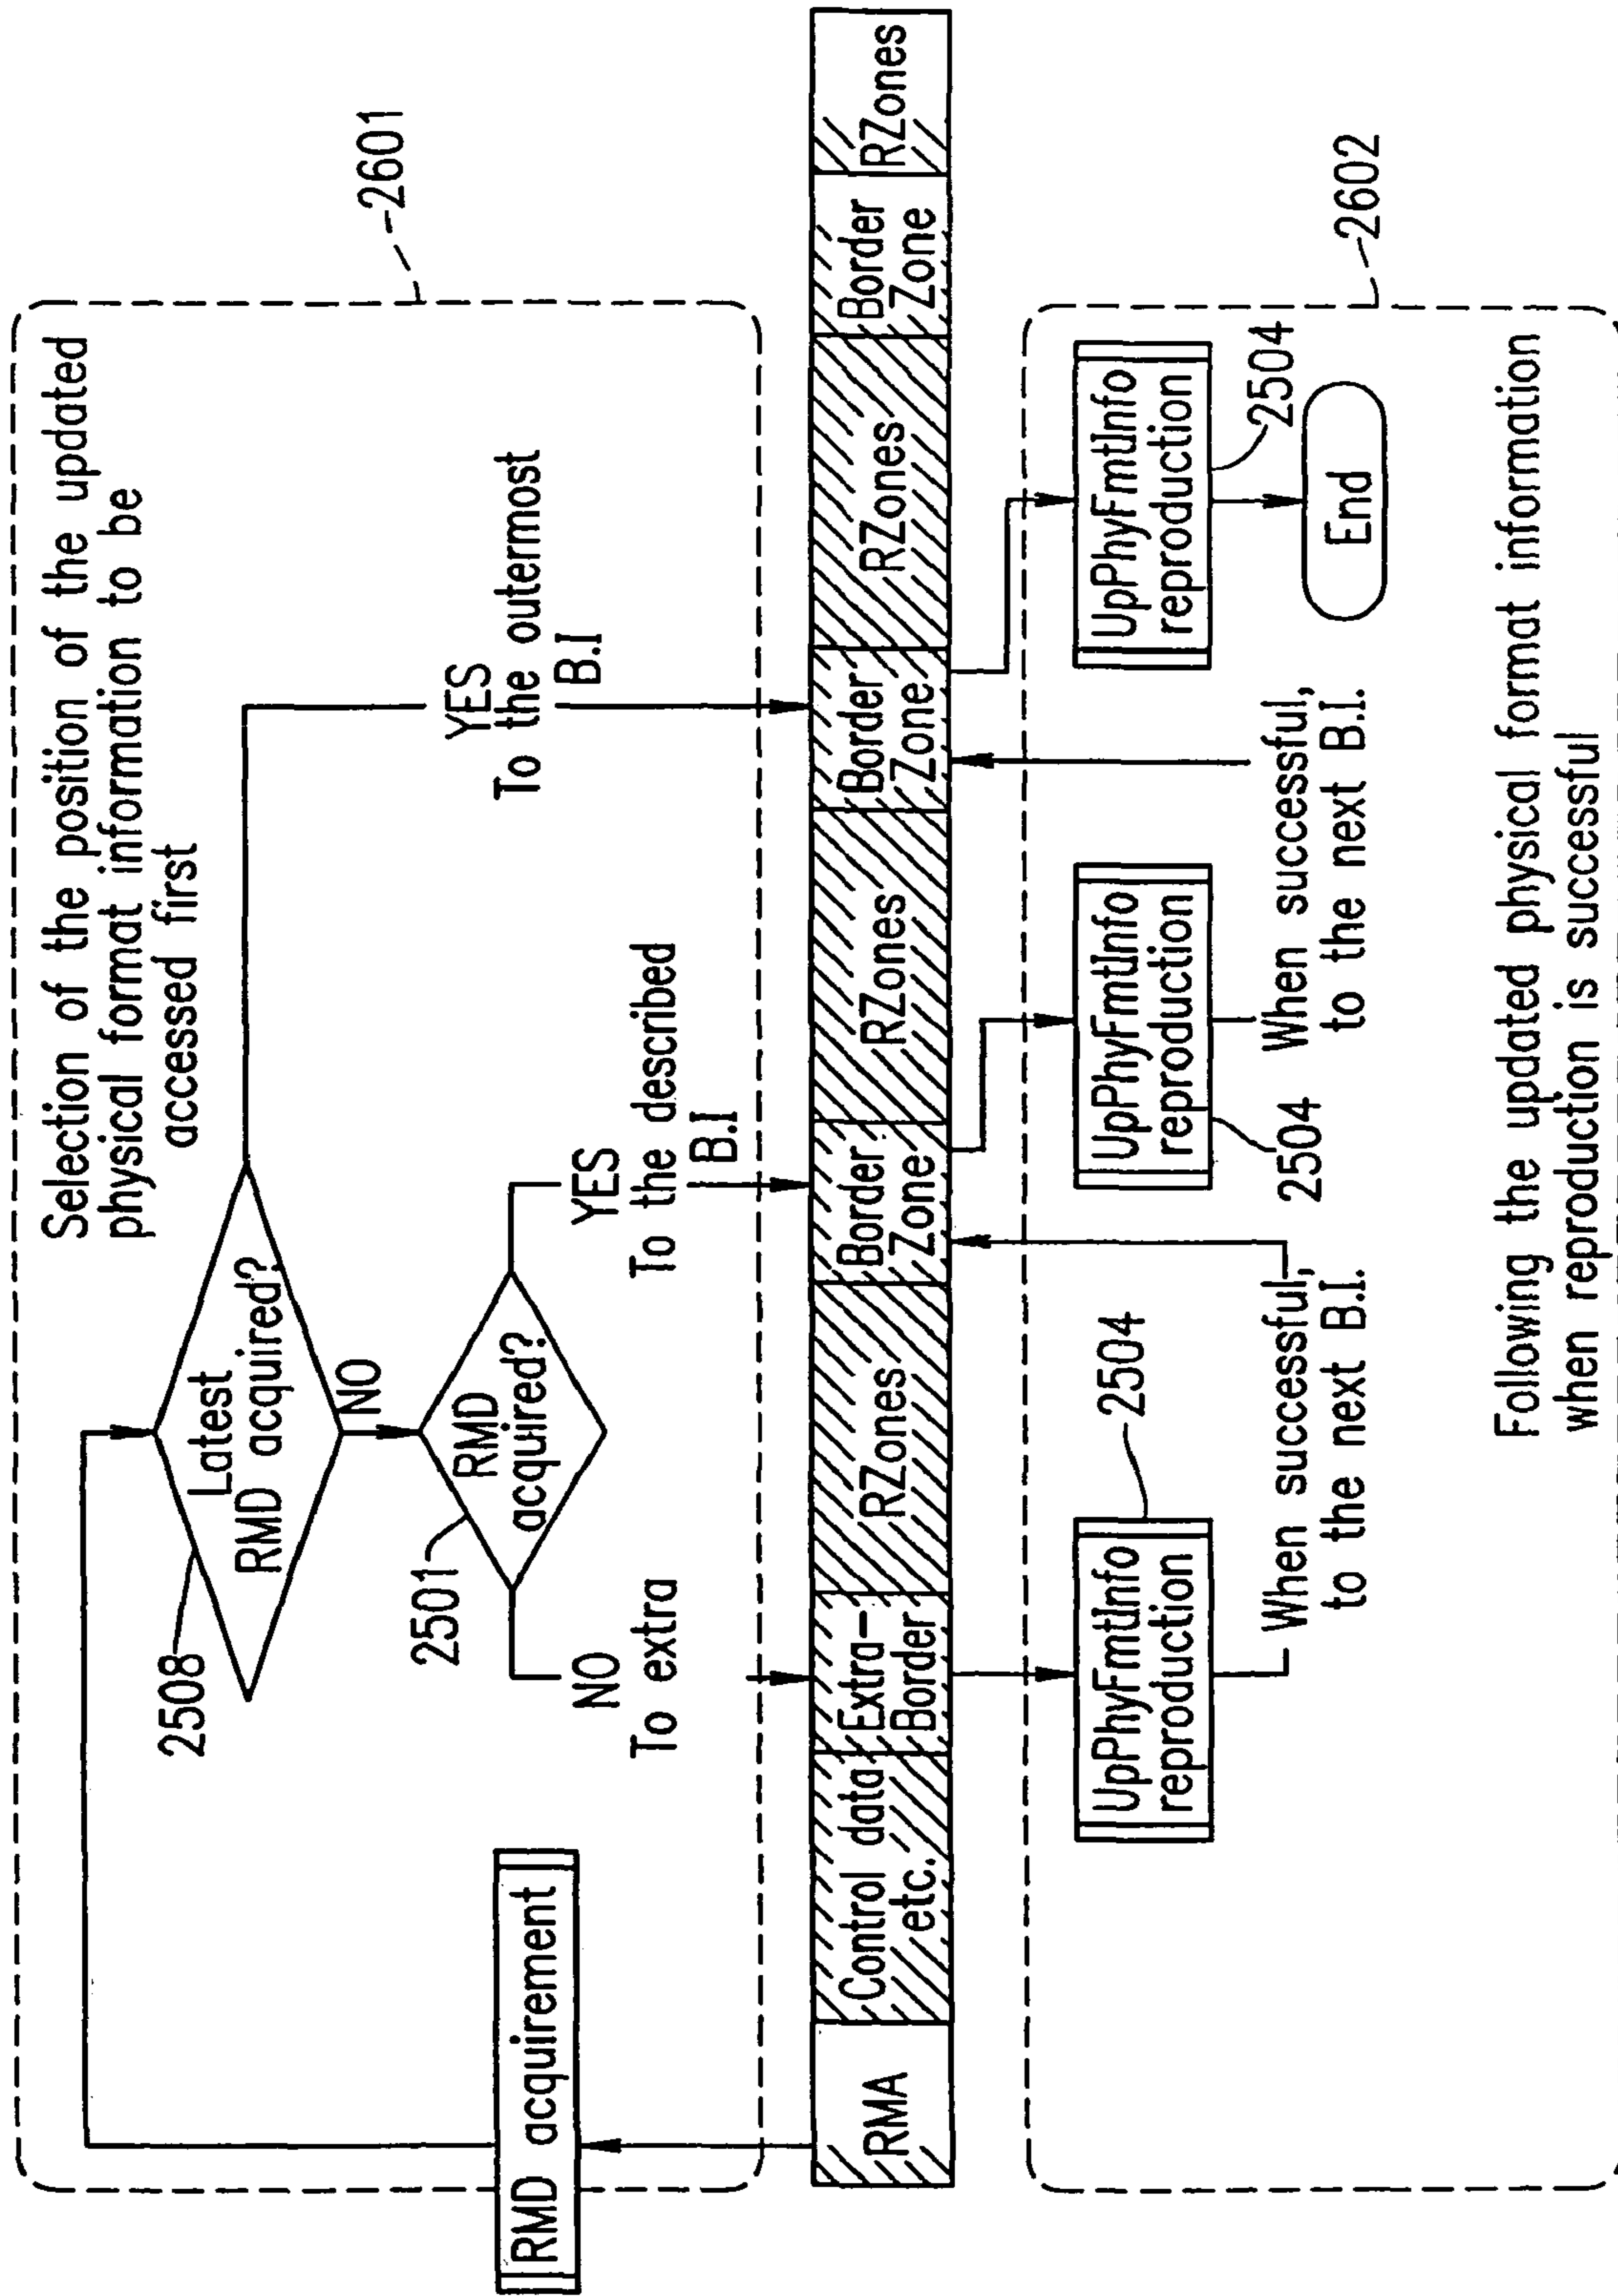 Selection of the position of the updated
physical format information to be
accessed first
2601
Latest
RMD acquired?
2508
NO
YES
To the outermost
B.I
RMD
acquired?
2501
YES
To the described
B.I
NO
To extra
RMD acquirement
RMA
Control data
etc.
Extra-
Border
RZones
Border
Zone
RZones
Border
Zone
RZones
Border
Zone
RZones
UpPhyFmtInfo
reproduction
2504
When successful,
to the next B.I.
UpPhyFmtInfo
reproduction
2504
When successful,
to the next B.I.
UpPhyFmtInfo
reproduction
2504
End
2602
Following the updated physical format information
when reproduction is successful